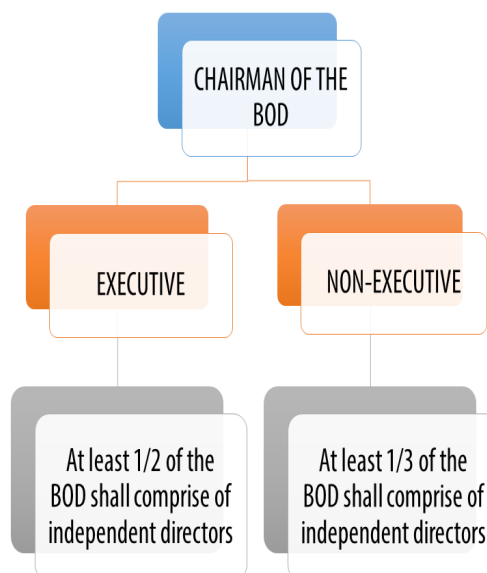 CHAIRMAN OF THE
BOD
EXECUTIVE
NON-EXECUTIVE
At least 1/2 of the
BOD shall comprise of
independent directors
At least 1/3 of the
BOD shall comprise of
independent directors